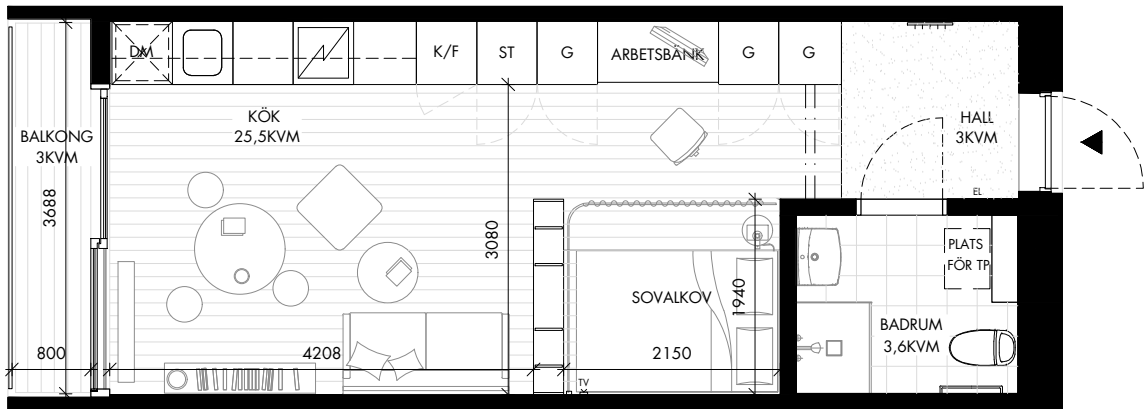 DM
K/F
ST
G
ARBETSBÄNK
G
G
KÖK
25,5KVM
BALKONG
3KVM
HALL
3KVM
EL
3688
3080
PLATS
FÖR TP
SOVALKOV
1940
BADRUM
3,6KVM
800
4208
2150
TV